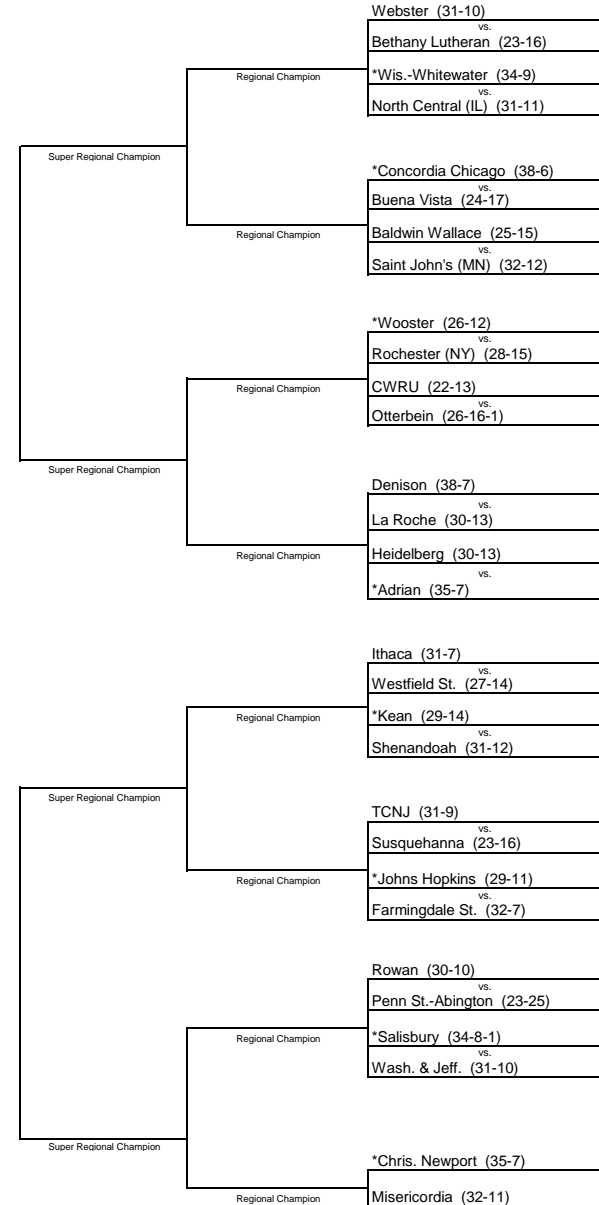 Webster (31-10)
vs.
Bethany Lutheran (23-16)
*Wis.-Whitewater (34-9)
Regional Champion
vs.
North Central (IL) (31-11)
Super Regional Champion
*Concordia Chicago (38-6)
vs.
Buena Vista (24-17)
Regional Champion
Baldwin Wallace (25-15)
vs.
Saint John's (MN) (32-12)
*Wooster (26-12)
vs.
Rochester (NY) (28-15)
Regional Champion
CWRU (22-13)
vs.
Otterbein (26-16-1)
Super Regional Champion
Denison (38-7)
vs.
La Roche (30-13)
Regional Champion
Heidelberg (30-13)
vs.
*Adrian (35-7)
Ithaca (31-7)
vs.
Westfield St. (27-14)
Regional Champion
*Kean (29-14)
vs.
Shenandoah (31-12)
Super Regional Champion
TCNJ (31-9)
vs.
Susquehanna (23-16)
Regional Champion
*Johns Hopkins (29-11)
vs.
Farmingdale St. (32-7)
Rowan (30-10)
vs.
Penn St.-Abington (23-25)
Regional Champion
*Salisbury (34-8-1)
vs.
Wash. & Jeff. (31-10)
Super Regional Champion
*Chris. Newport (35-7)
Regional Champion
Misericordia (32-11)